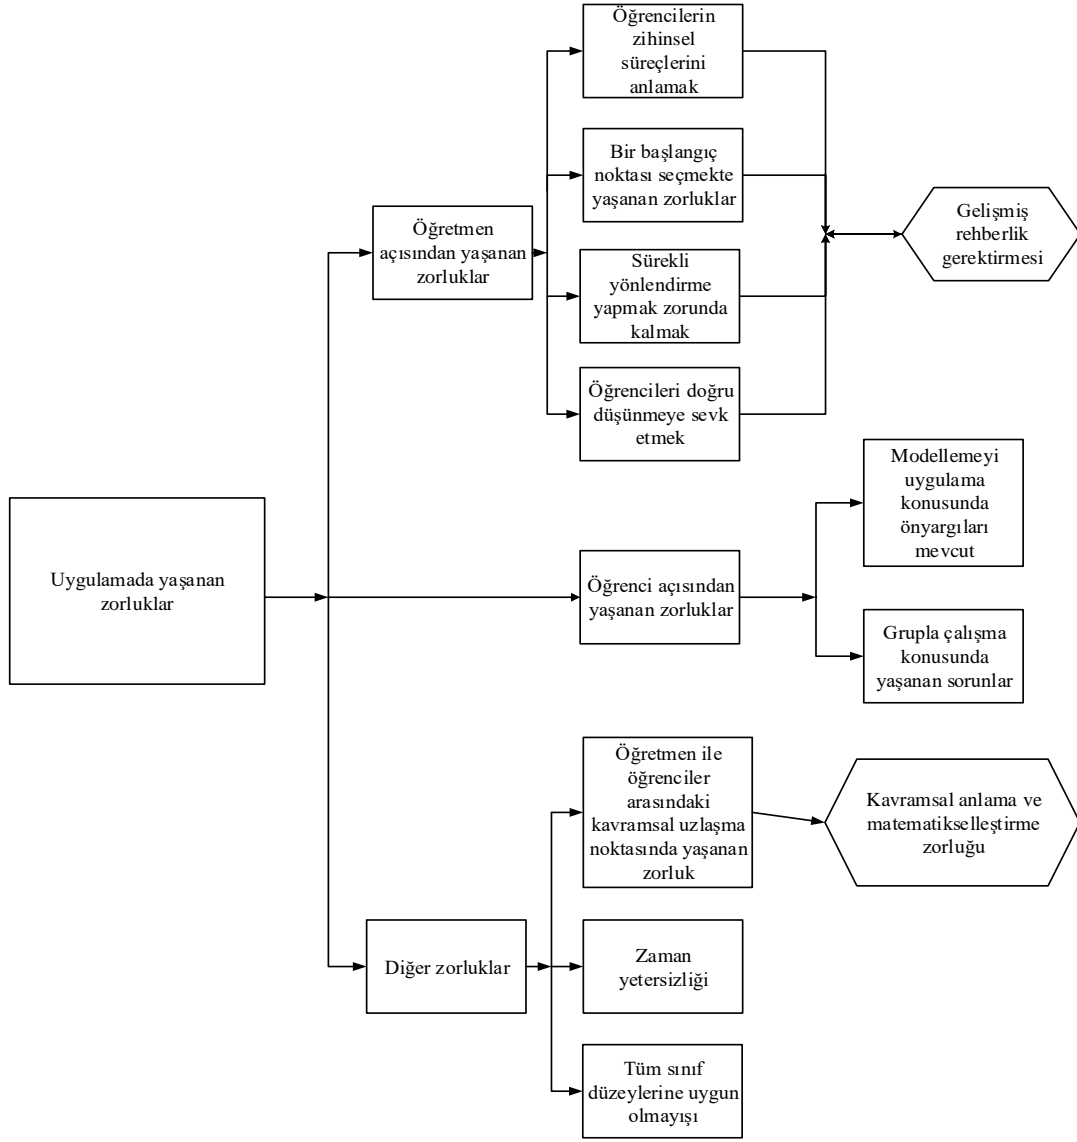 Öğrencilerin
zihinsel
süreçlerini
anlamak
Bir başlangıç
noktası seçmekte
yaşanan zorluklar
Öğretmen
açısından yaşanan
zorluklar
Gelişmiş
rehberlik
gerektirmesi
Sürekli
yönlendirme
yapmak zorunda
kalmak
Öğrencileri doğru
düşünmeye sevk
etmek
Modellemeyi
uygulama
konusunda
önyargıları
mevcut
Uygulamada yaşanan
zorluklar
Öğrenci açısından
yaşanan zorluklar
Grupla çalışma
konusunda
yaşanan sorunlar
Öğretmen ile
öğrenciler
arasındaki
kavramsal uzlaşma
noktasında yaşanan
zorluk
Kavramsal anlama ve
matematikselleştirme
zorluğu
Diğer zorluklar
Zaman
yetersizliği
Tüm sınıf
düzeylerine uygun
olmayışı